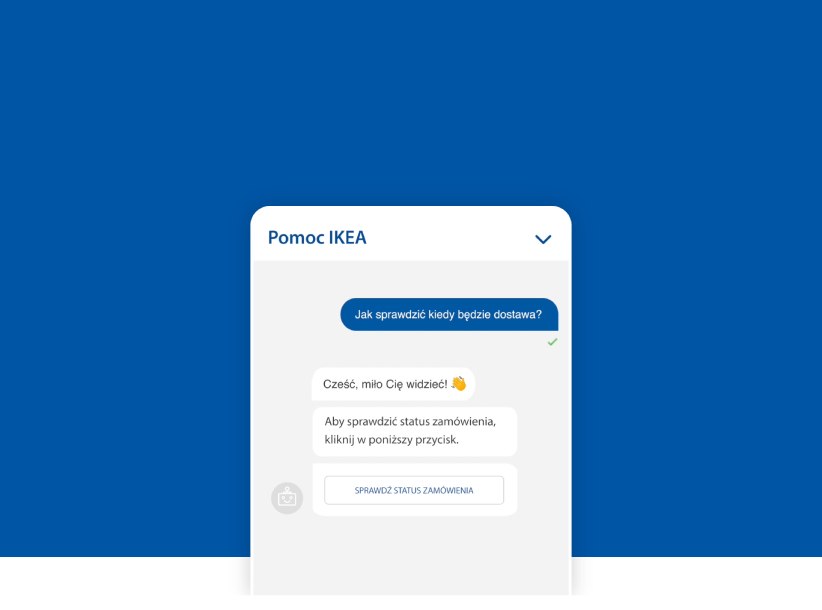 Pomoc IKEA
Jak sprawdzić kiedy będzie dostawa?
Cześć, miło Cię widzieć! 👋
Aby sprawdzić status zamówienia,
kliknij w poniższy przycisk.
SPRAWDŹ STATUS ZAMÓWIENIA